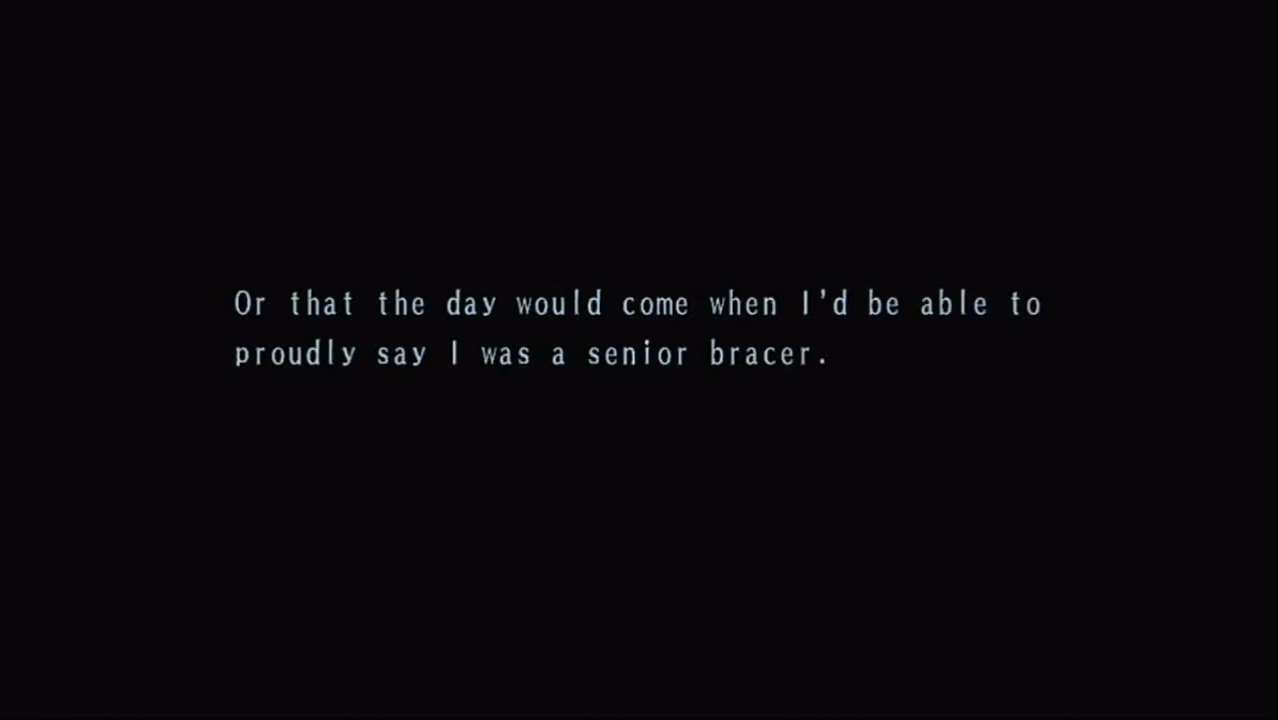 Or that the day would come when I'd be able to
proudly say I was a senior bracer.